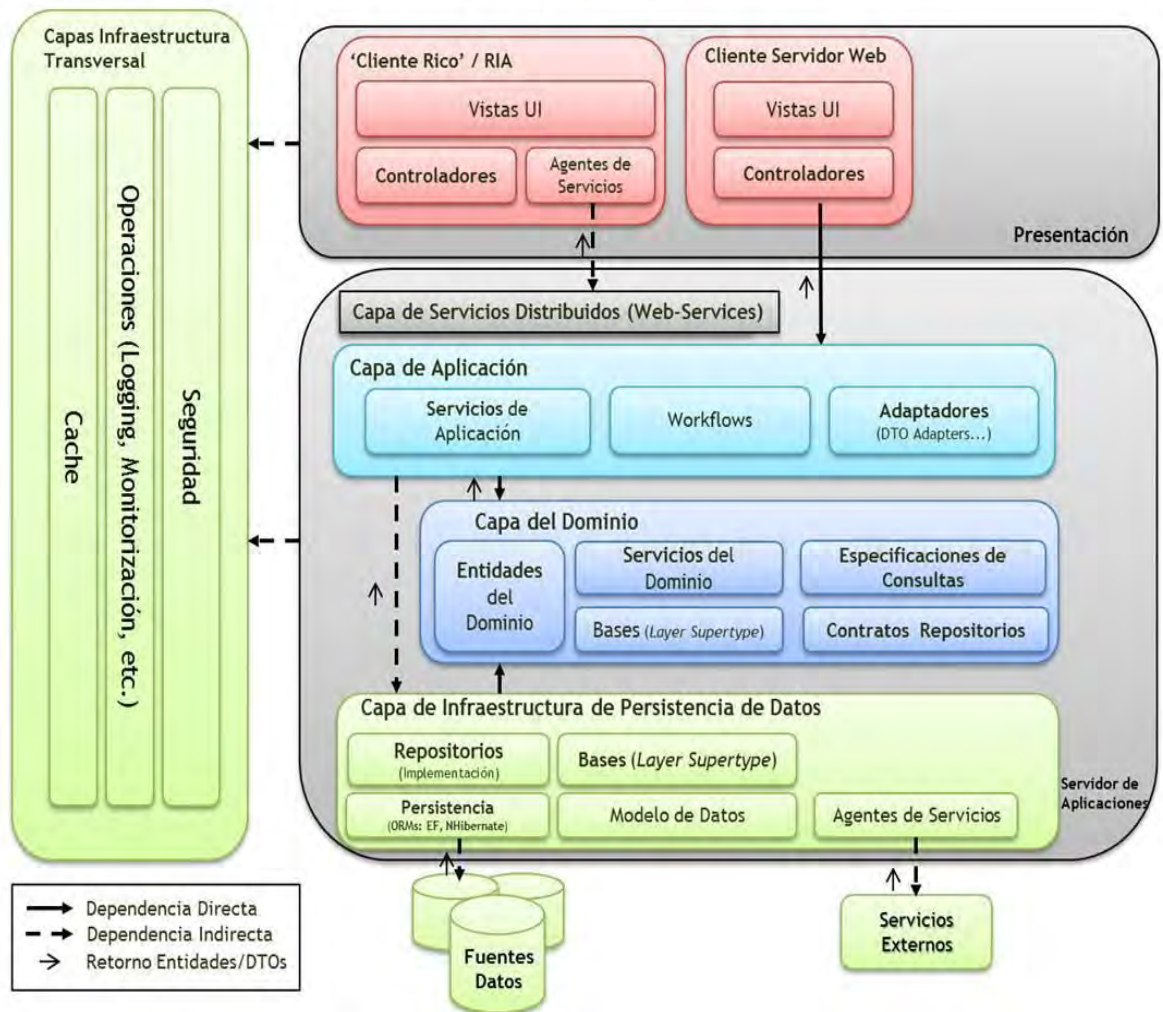 Capas Infraestructura
Transversal
Cache
Operaciones (Logging, Monitorización, etc.)
Seguridad
'Cliente Rico' / RIA
Vistas UI
Controladores
Agentes de
Servicios
Cliente Servidor Web
Vistas UI
Controladores
Presentación
Capa de Servicios Distribuidos (Web-Services)
Capa de Aplicación
Servicios de
Aplicación
Workflows
Adaptadores
(DTO Adapters...)
Capa del Dominio
Entidades
del
Dominio
Servicios del
Dominio
Especificaciones de
Consultas
Bases (Layer Supertype)
Contratos Repositorios
Capa de Infraestructura de Persistencia de Datos
Repositorios
(Implementación)
Bases (Layer Supertype)
Persistencia
(ORMs: EF, NHibernate)
Modelo de Datos
Agentes de Servicios
Servidor de
Aplicaciones
Dependencia Directa
Dependencia Indirecta
Retorno Entidades/DTOs
Fuentes
Datos
Servicios
Externos